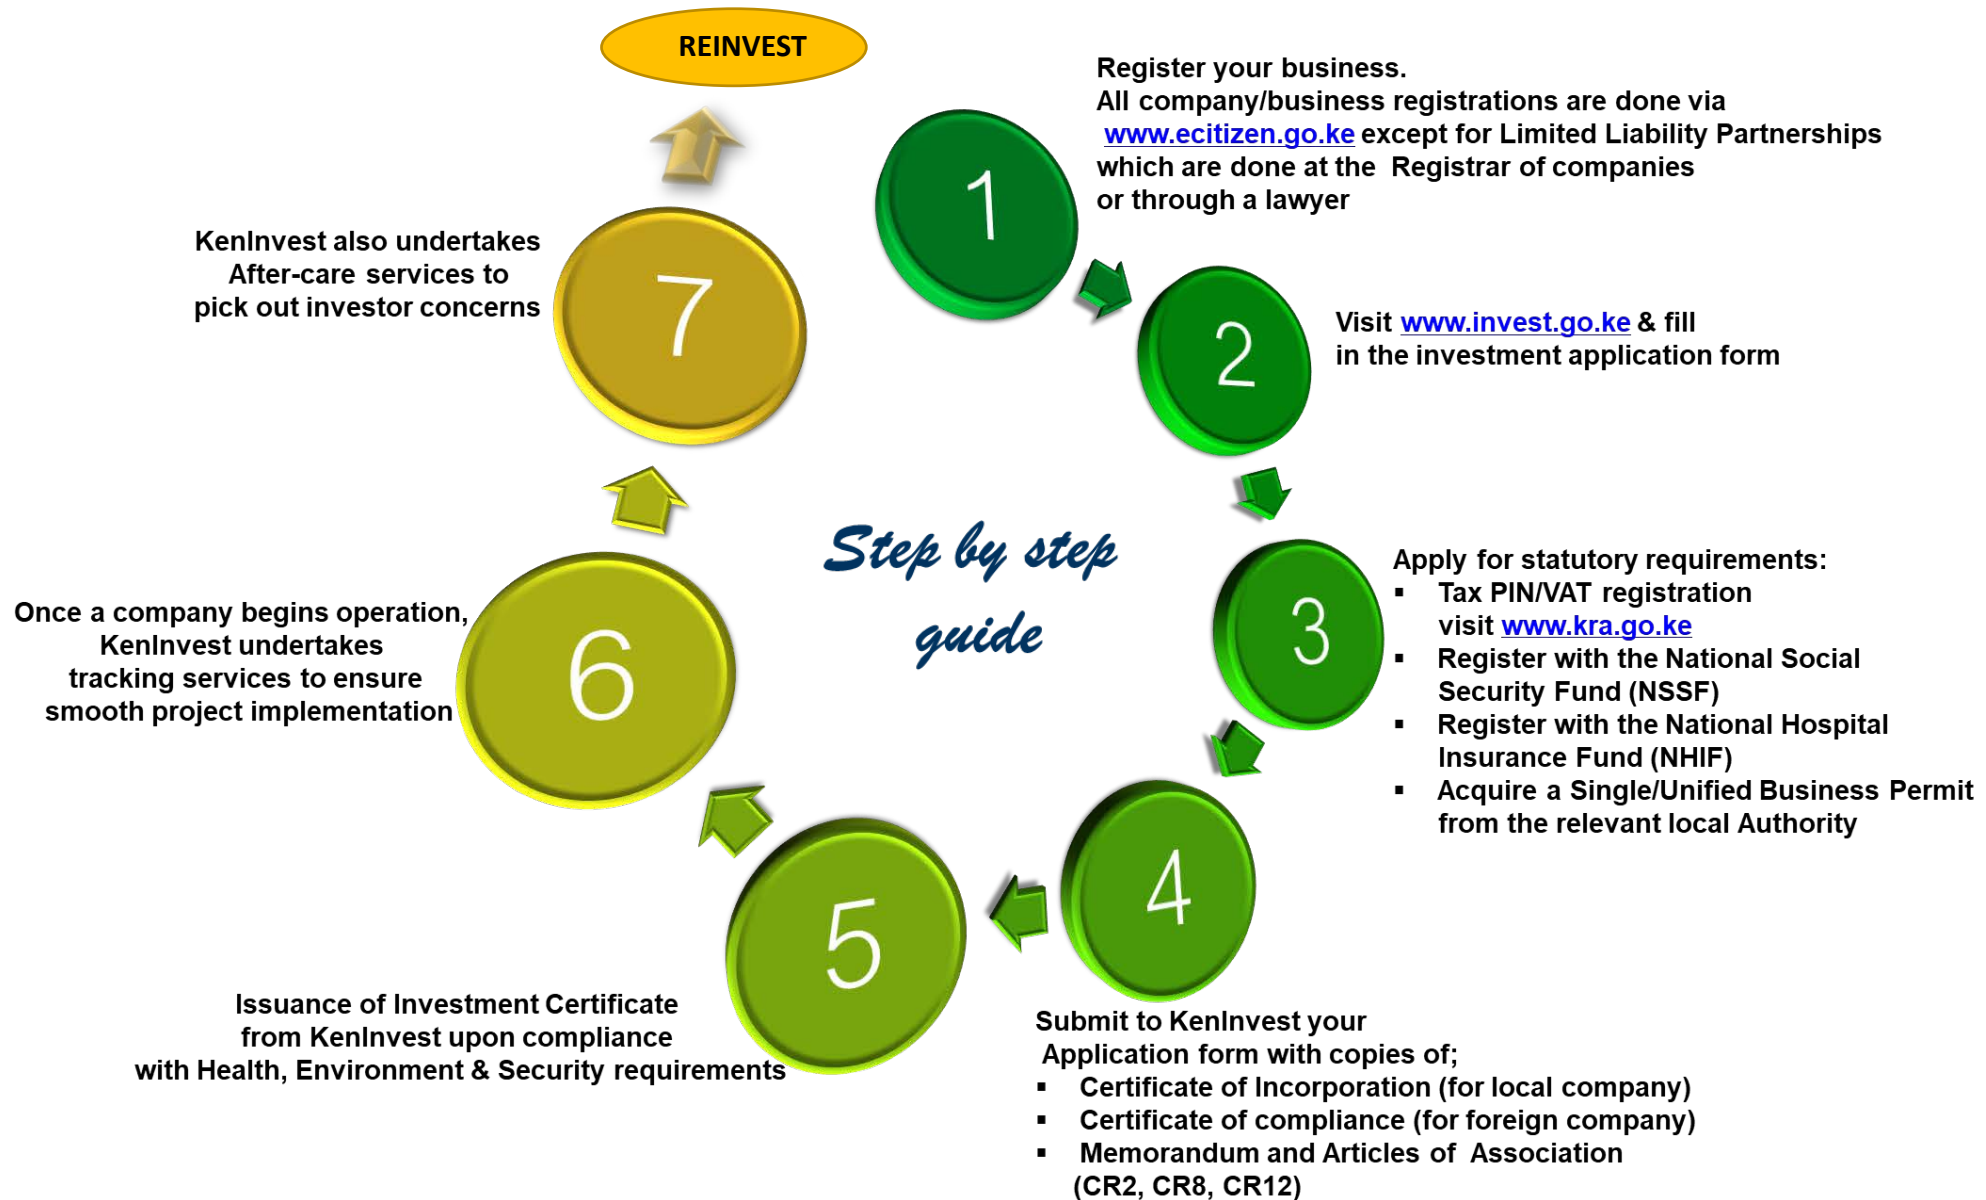 REINVEST
1
Register your business.
All company/business registrations are done via
www.ecitizen.go.ke except for Limited Liability Partnerships
which are done at the Registrar of companies
or through a lawyer
2
Visit www.invest.go.ke & fill
in the investment application form
3
Apply for statutory requirements:
▪ Tax PIN/VAT registration
visit www.kra.go.ke
▪ Register with the National Social
Security Fund (NSSF)
▪ Register with the National Hospital
Insurance Fund (NHIF)
▪ Acquire a Single/Unified Business Permit
from the relevant local Authority
4
Submit to KenInvest your
Application form with copies of;
▪ Certificate of Incorporation (for local company)
▪ Certificate of compliance (for foreign company)
▪ Memorandum and Articles of Association
(CR2, CR8, CR12)
5
Issuance of Investment Certificate
from KenInvest upon compliance
with Health, Environment & Security requirements
6
Once a company begins operation,
KenInvest undertakes
tracking services to ensure
smooth project implementation
7
KenInvest also undertakes
After-care services to
pick out investor concerns
Step by step
guide